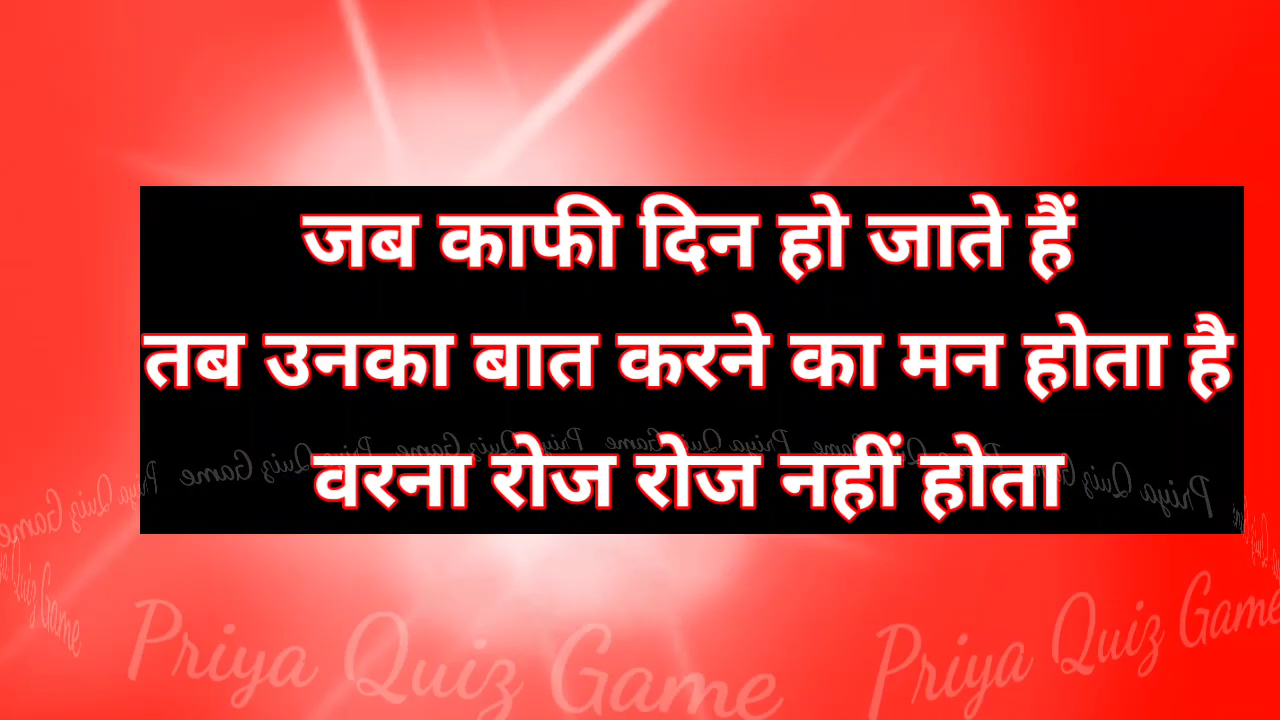 जब काफी दिन हो जाते हैं
तब उनका बात करने का मन होता है
वरना रोज रोज नहीं होता
Priya Quiz Game Priya Quiz Game